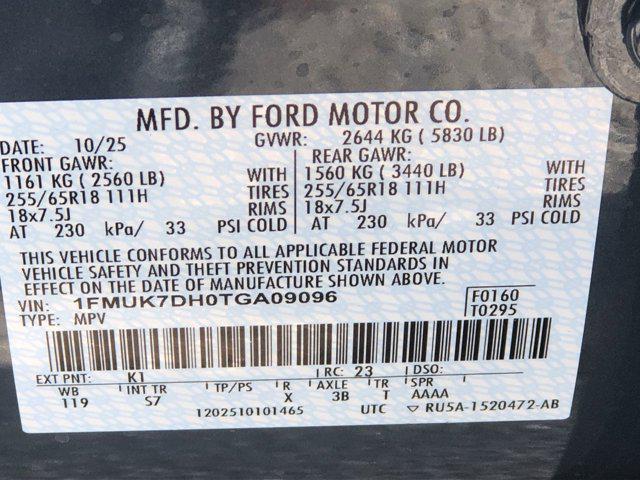 MFD. BY FORD MOTOR CO.
DATE: 10/25 GVWR: 2644 KG ( 5830 LB)
FRONT GAWR: REAR GAWR:
1161 KG ( 2560 LB) WITH 1560 KG ( 3440 LB) WITH
255/65R18 111H TIRES 255/65R18 111H TIRES
18x7.5J RIMS 18x7.5J RIMS
AT 230 kPa/ 33 PSI COLD AT 230 kPa/ 33 PSI COLD
THIS VEHICLE CONFORMS TO ALL APPLICABLE FEDERAL MOTOR
VEHICLE SAFETY AND THEFT PREVENTION STANDARDS IN
EFFECT ON THE DATE OF MANUFACTURE SHOWN ABOVE.
VIN: 1FMUK7DH0TGA09096 F0160
TYPE: MPV T0295
EXT PNT: K1 RC: 23 DSO:
WB INT TR TP/PS R AXLE TR SPR
119 S7 X 3B T AAAA
1202510101465 UTC RU5A-1520472-AB